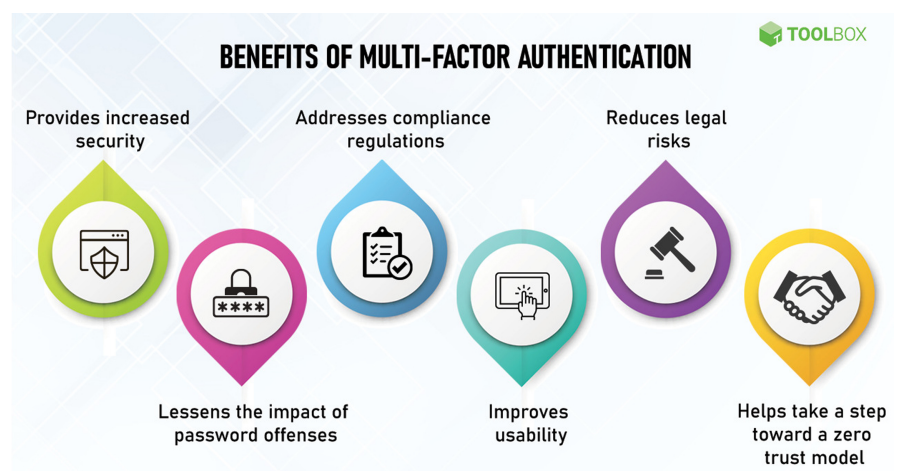 TOOLBOX
BENEFITS OF MULTI-FACTOR AUTHENTICATION
Provides increased
security
Addresses compliance
regulations
Reduces legal
risks
****
Lessens the impact of
password offenses
Improves
usability
Helps take a step
toward a zero
trust model